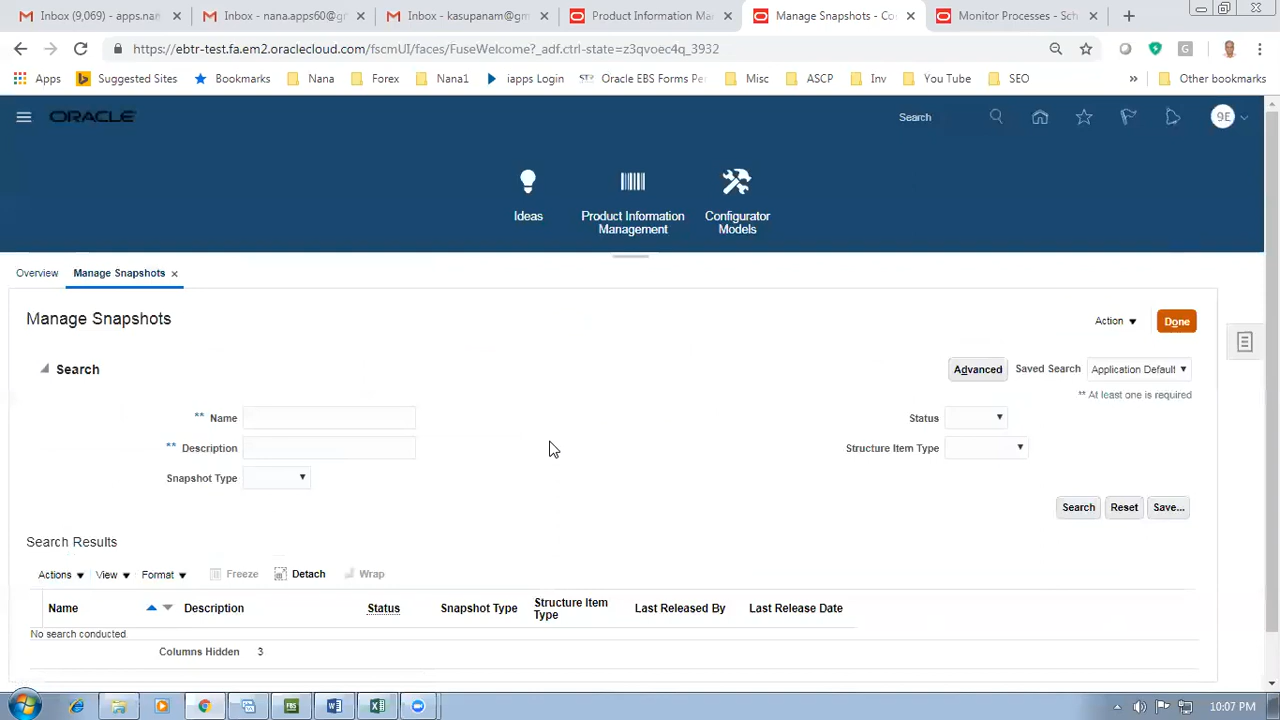 Inbox (9,069) - apps.na
Inbox - nana.apps60@g
Inbox - kasupanam@gm
Product Information Ma
Manage Snapshots - Co
Monitor Processes - Sch
https://ebtr-test.fa.em2.oraclecloud.com/fscmUI/faces/FuseWelcome?_adf.ctrl-state=z3qvoec4q_3932
G
Apps Suggested Sites Bookmarks Nana Forex Nana1 iapps Login Oracle EBS Forms Pe Misc ASCP Inv You Tube SEO » Other bookmarks
ORACLE
Search
9E
Ideas
Product Information
Management
Configurator
Models
Overview Manage Snapshots ×
Manage Snapshots
Action Done
Search
Advanced Saved Search Application Default
** At least one is required
** Name
Status
** Description
Structure Item Type
Snapshot Type
Search Reset Save...
Search Results
Actions View Format Freeze Detach Wrap
Name Description Status Snapshot Type Structure Item Type Last Released By Last Release Date
No search conducted
Columns Hidden 3
10:07 PM